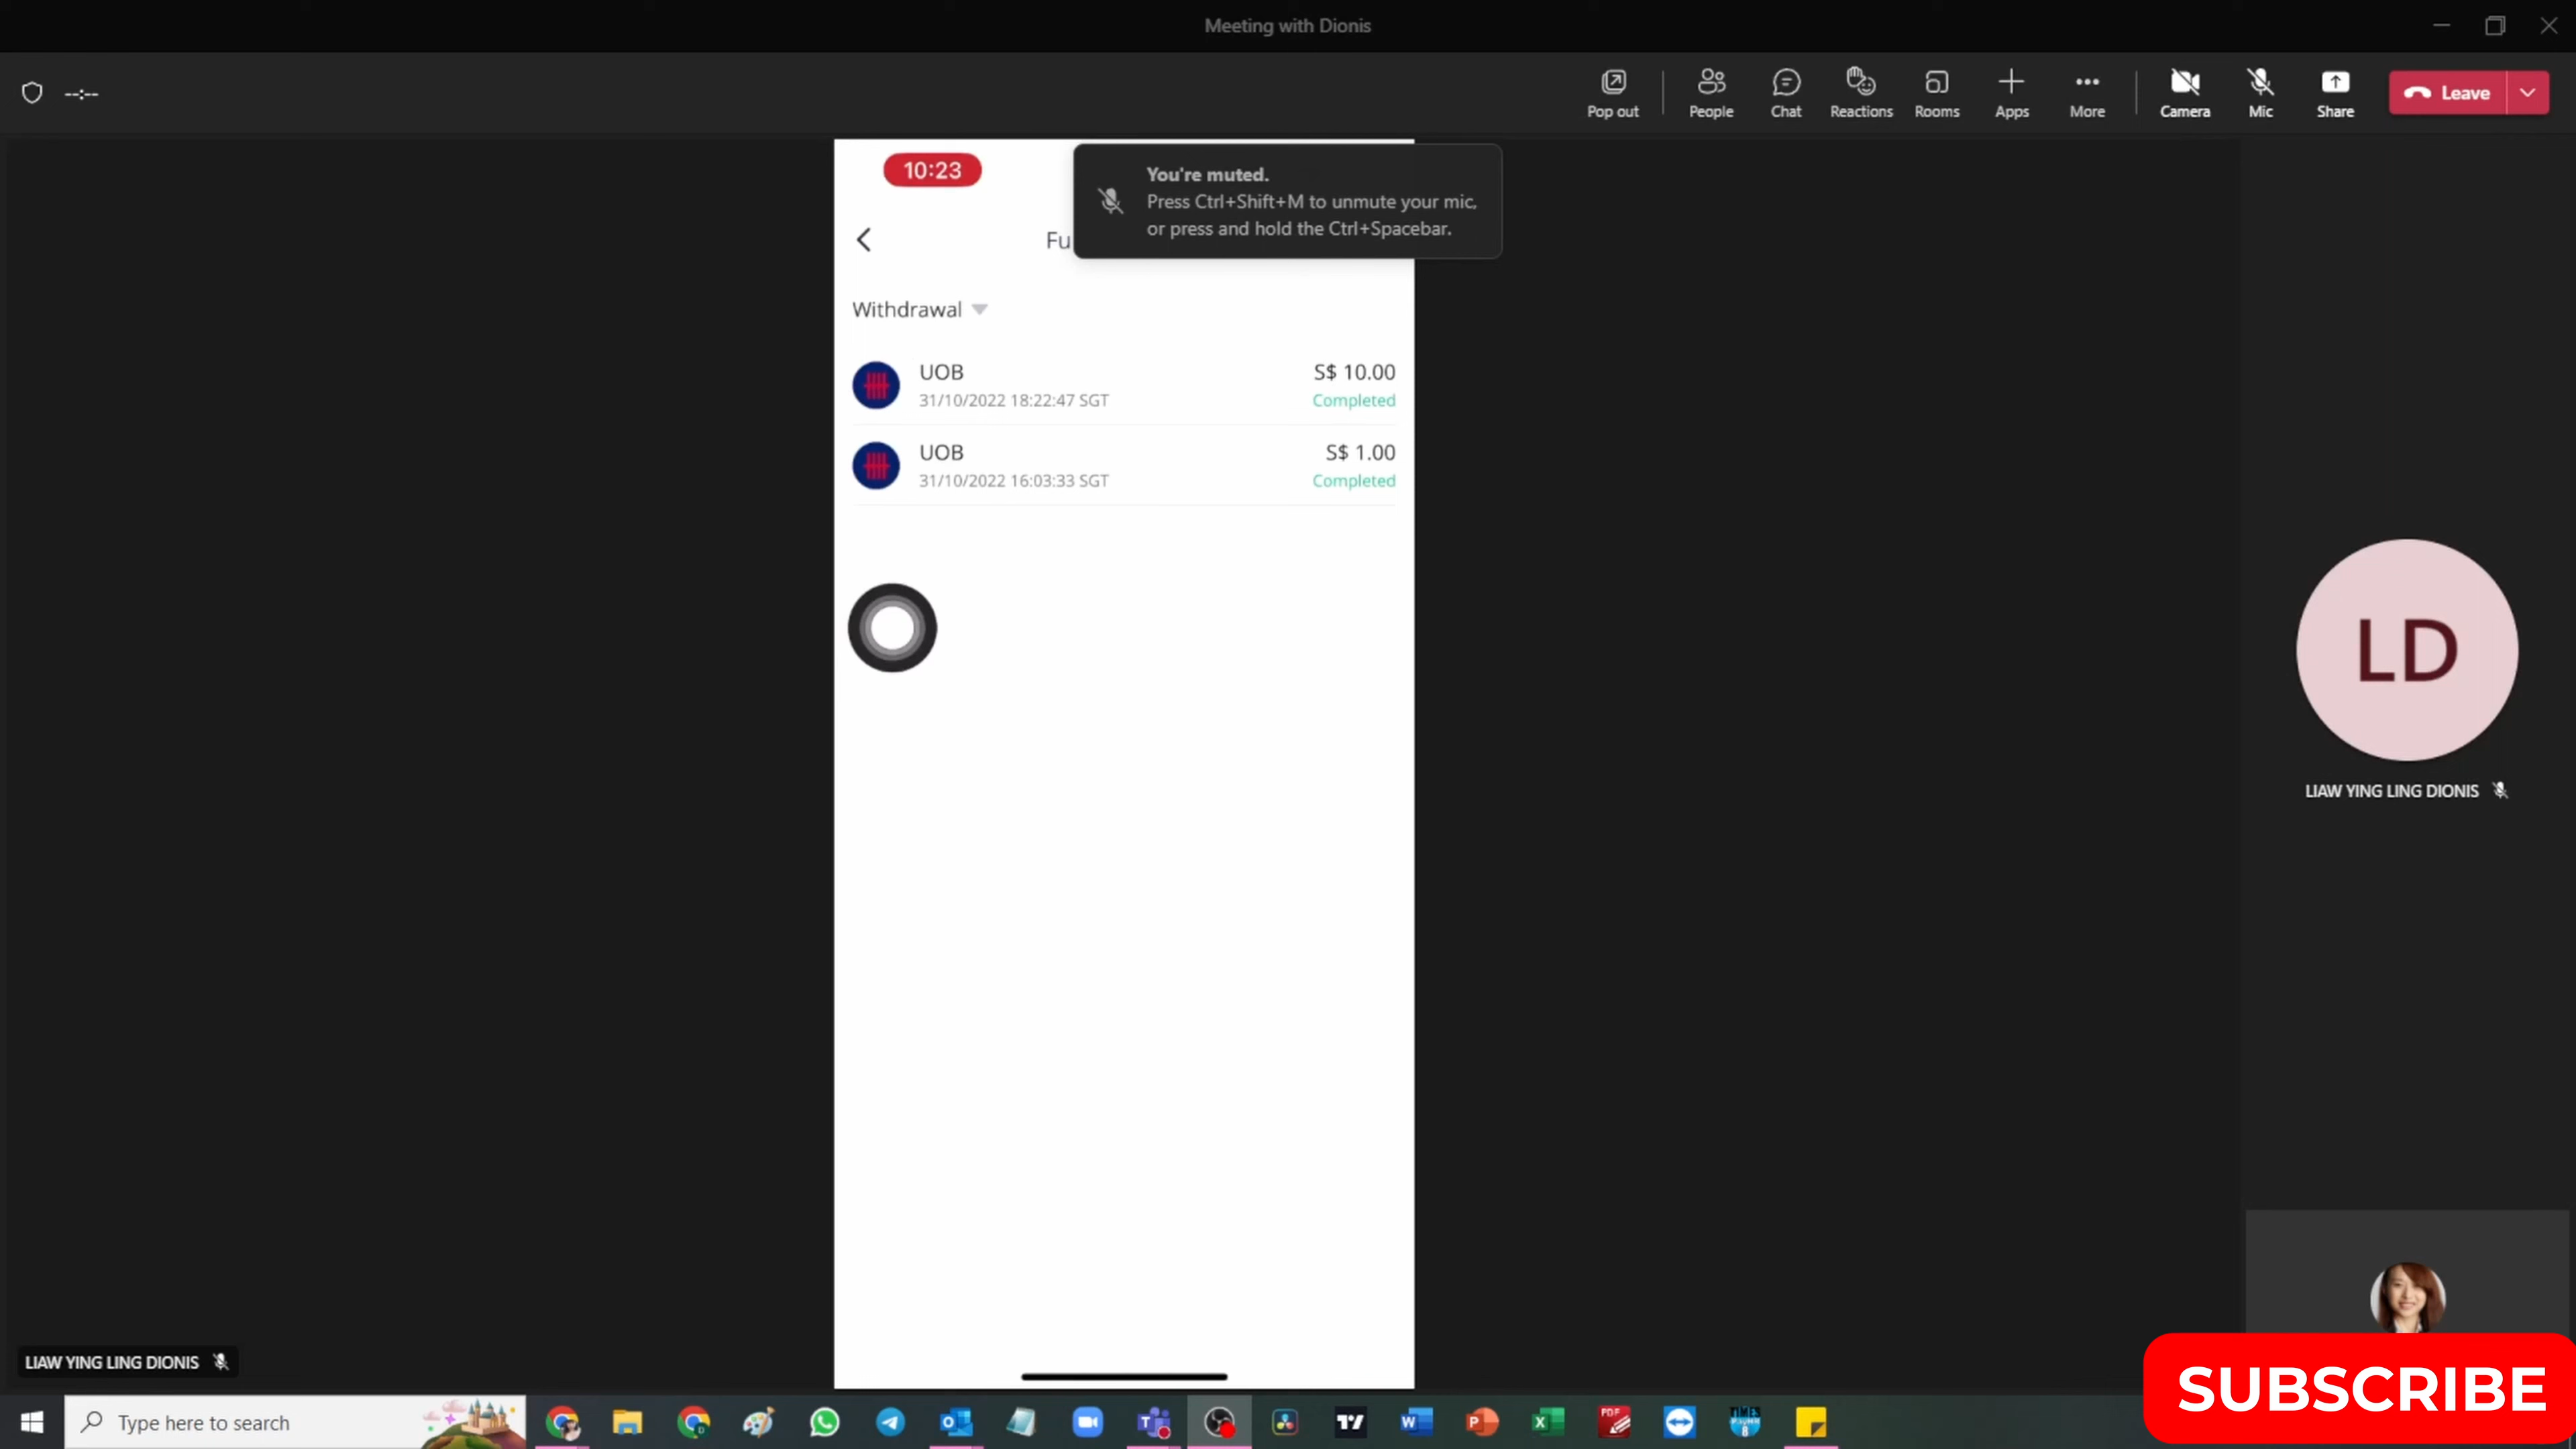 Meeting with Dionis
--:--
Pop out
People
Chat
Reactions
Rooms
Apps
More
Camera
Mic
Share
Leave
10:23
You're muted.
Press Ctrl+Shift+M to unmute your mic,
or press and hold the Ctrl+Spacebar.
Fu
Withdrawal
UOB
S$ 10.00
31/10/2022 18:22:47 SGT
Completed
UOB
S$ 1.00
31/10/2022 16:03:33 SGT
Completed
LD
LIAW YING LING DIONIS
LIAW YING LING DIONIS
SUBSCRIBE
Type here to search